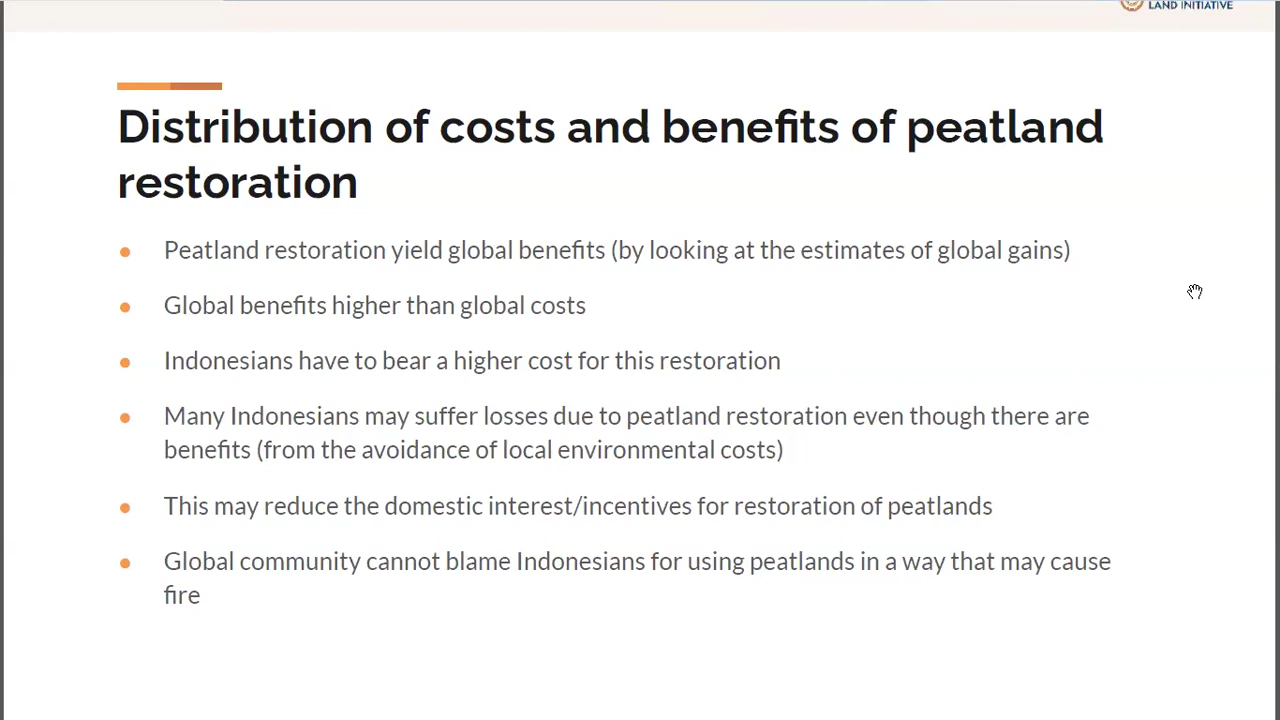 LAND INITIATIVE
Distribution of costs and benefits of peatland
restoration
Peatland restoration yield global benefits (by looking at the estimates of global gains)
Global benefits higher than global costs
Indonesians have to bear a higher cost for this restoration
Many Indonesians may suffer losses due to peatland restoration even though there are
benefits (from the avoidance of local environmental costs)
This may reduce the domestic interest/incentives for restoration of peatlands
Global community cannot blame Indonesians for using peatlands in a way that may cause
fire